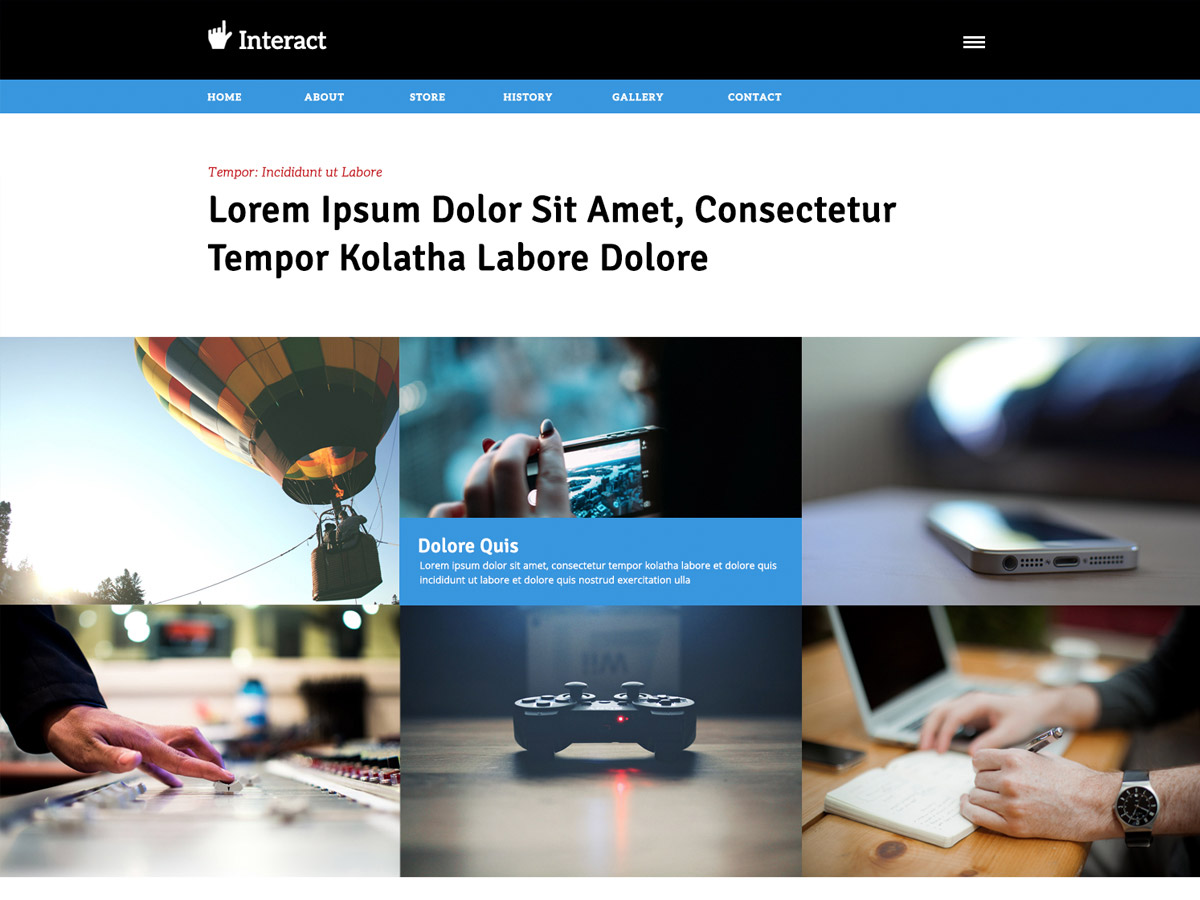 Interact
HOME ABOUT STORE HISTORY GALLERY CONTACT
Tempor: Incididunt ut Labore
Lorem Ipsum Dolor Sit Amet, Consectetur
Tempor Kolatha Labore Dolore
Dolore Quis
Lorem ipsum dolor sit amet, consectetur tempor kolatha labore et dolore quis
incididunt ut labore et dolore quis nostrud exercitation ulla